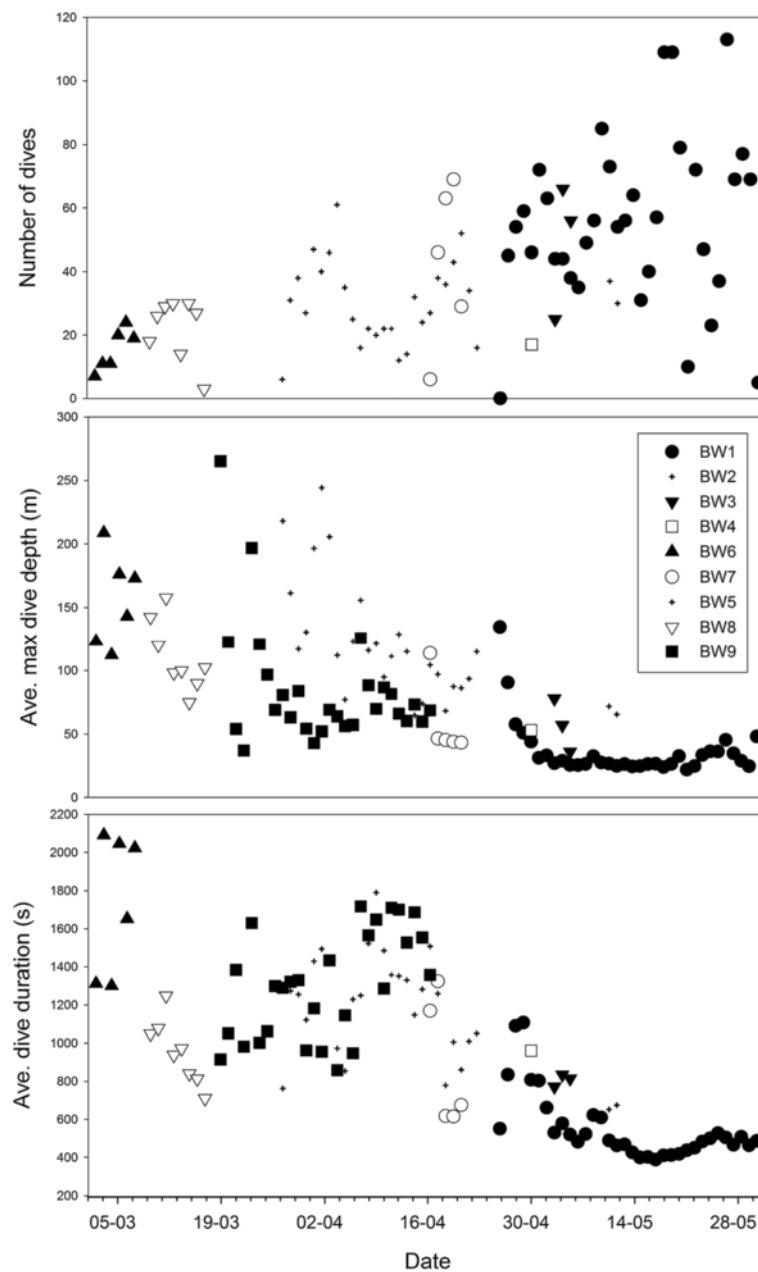 120
100
80
60
40
20
0
Number of dives
300
250
200
150
100
50
0
Ave. max dive depth (m)
BW1
BW2
BW3
BW4
BW6
BW7
BW5
BW8
BW9
2200
2000
1800
1600
1400
1200
1000
800
600
400
200
Ave. dive duration (s)
05-03 19-03 02-04 16-04 30-04 14-05 28-05
Date